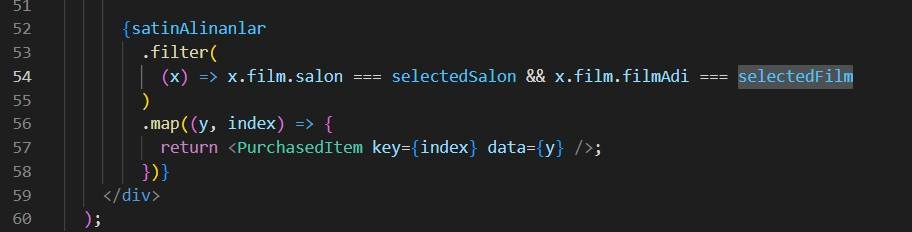 51
52 {satinAlinanlar
53 .filter(
54 (x) => x.film.salon === selectedSalon && x.film.filmAdi === selectedFilm
55 )
56 .map((y, index) => {
57 return <PurchasedItem key={index} data={y} />;
58 })}
59 </div>
60 );